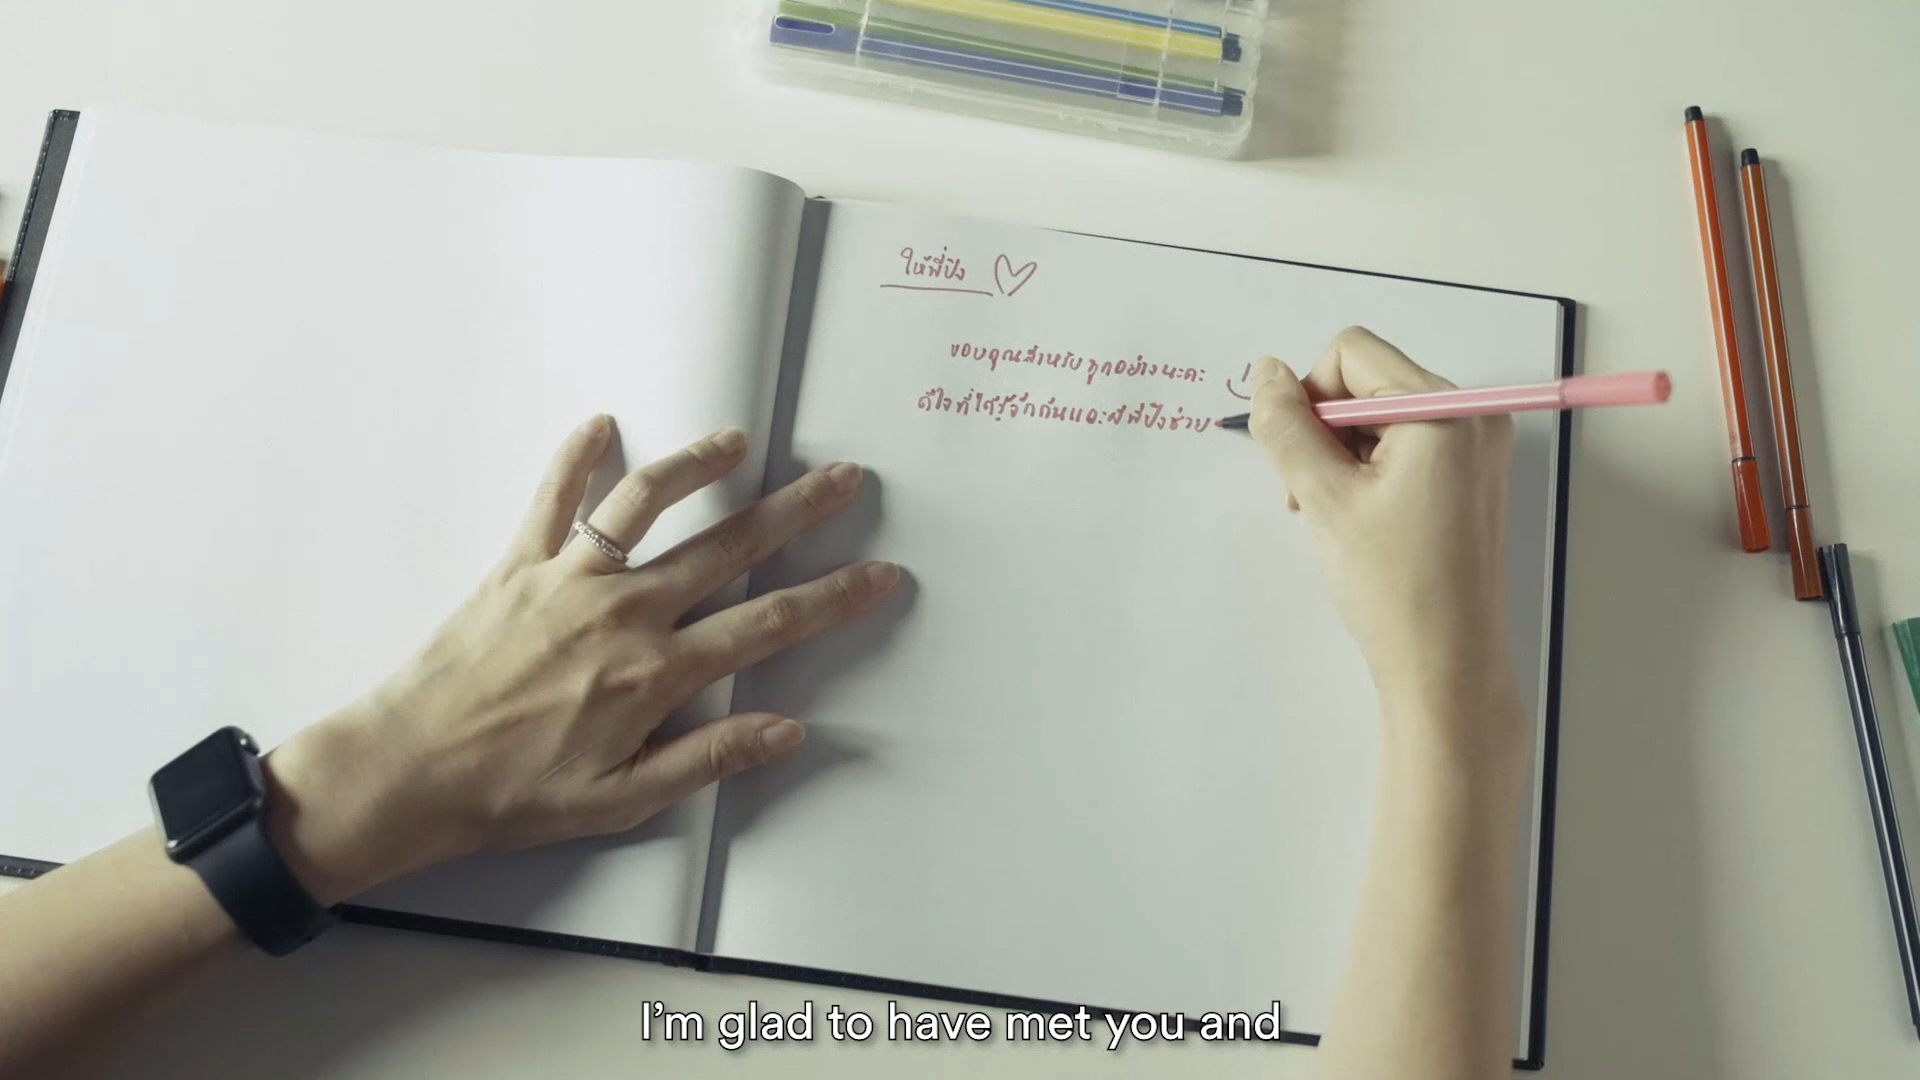 ให้พี่ปิง
ขอบคุณสำหรับทุกอย่างนะคะ
ดีใจที่ได้รู้จักกันและมีพี่ปิงช่วย
I'm glad to have met you and